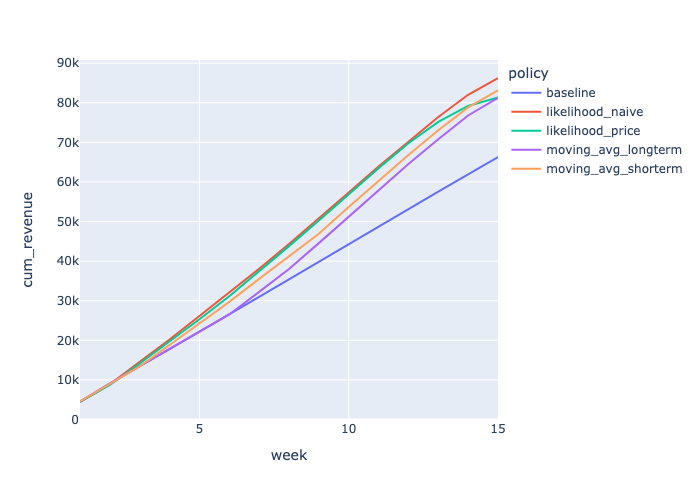 policy
baseline
likelihood_naive
likelihood_price
moving_avg_longterm
moving_avg_shorterm
90k
80k
70k
60k
50k
40k
30k
20k
10k
0
cum_revenue
5
10
15
week